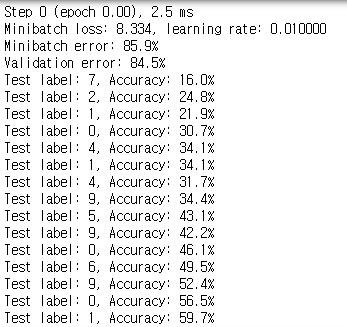 Step 0 (epoch 0.00), 2.5 ms
Minibatch loss: 8.334, learning rate: 0.010000
Minibatch error: 85.9%
Validation error: 84.5%
Test label: 7, Accuracy: 16.0%
Test label: 2, Accuracy: 24.8%
Test label: 1, Accuracy: 21.9%
Test label: 0, Accuracy: 30.7%
Test label: 4, Accuracy: 34.1%
Test label: 1, Accuracy: 34.1%
Test label: 4, Accuracy: 31.7%
Test label: 9, Accuracy: 34.4%
Test label: 5, Accuracy: 43.1%
Test label: 9, Accuracy: 42.2%
Test label: 0, Accuracy: 46.1%
Test label: 6, Accuracy: 49.5%
Test label: 9, Accuracy: 52.4%
Test label: 0, Accuracy: 56.5%
Test label: 1, Accuracy: 59.7%